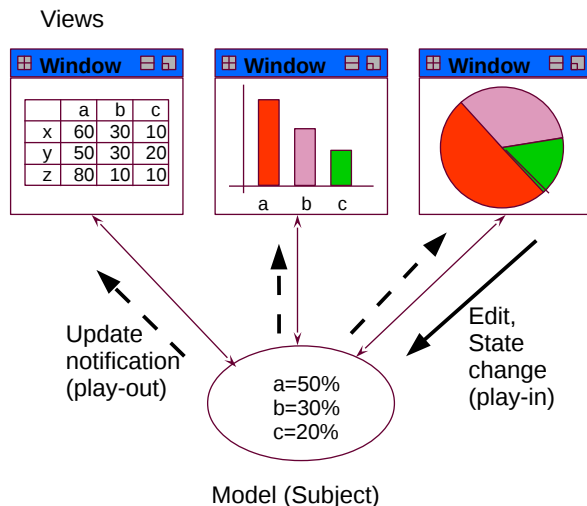 Views
Window
Window
Window
a b c
x 60 30 10
y 50 30 20
z 80 10 10
a b c
Update
notification
(play-out)
Edit,
State
change
(play-in)
a=50%
b=30%
c=20%
Model (Subject)